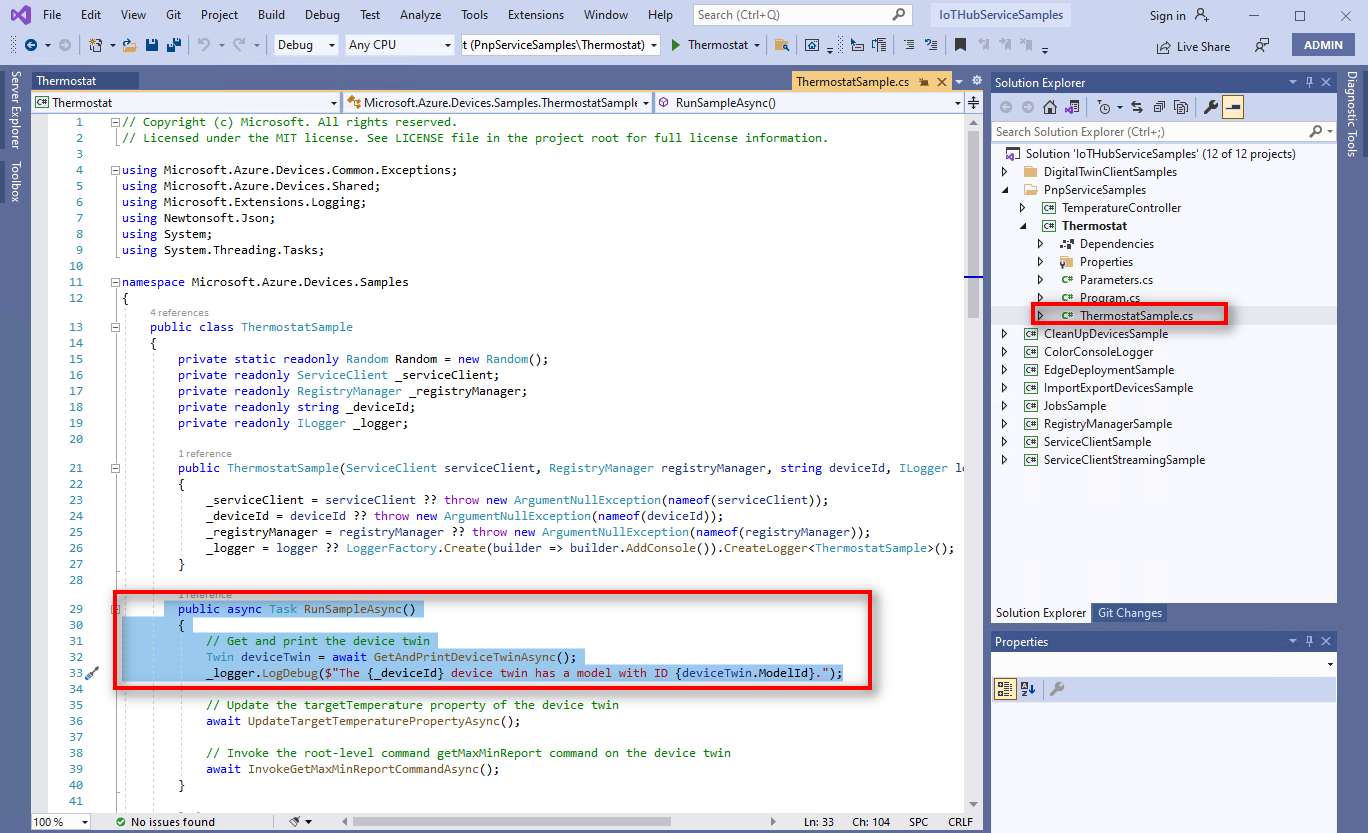 File Edit View Git Project Build Debug Test Analyze Tools Extensions Window Help Search (Ctrl+Q) IoTHubServiceSamples Sign in
Debug Any CPU t (PnpServiceSamples\Thermostat) Thermostat Live Share ADMIN
Server Explorer
Toolbox
Thermostat ThermostatSample.cs
Thermostat Microsoft.Azure.Devices.Samples.ThermostatSample RunSampleAsync()
1 // Copyright (c) Microsoft. All rights reserved.
2 // Licensed under the MIT license. See LICENSE file in the project root for full license information.
3
4 using Microsoft.Azure.Devices.Common.Exceptions;
5 using Microsoft.Azure.Devices.Shared;
6 using Microsoft.Extensions.Logging;
7 using Newtonsoft.Json;
8 using System;
9 using System.Threading.Tasks;
10
11 namespace Microsoft.Azure.Devices.Samples
12 {
4 references
13 public class ThermostatSample
14 {
15 private static readonly Random Random = new Random();
16 private readonly ServiceClient _serviceClient;
17 private readonly RegistryManager _registryManager;
18 private readonly string _deviceId;
19 private readonly ILogger _logger;
20
1 reference
21 public ThermostatSample(ServiceClient serviceClient, RegistryManager registryManager, string deviceId, ILogger lo
22 {
23 _serviceClient = serviceClient ?? throw new ArgumentNullException(nameof(serviceClient));
24 _deviceId = deviceId ?? throw new ArgumentNullException(nameof(deviceId));
25 _registryManager = registryManager ?? throw new ArgumentNullException(nameof(registryManager));
26 _logger = logger ?? LoggerFactory.Create(builder => builder.AddConsole()).CreateLogger<ThermostatSample>();
27 }
28
1 reference
29 public async Task RunSampleAsync()
30 {
31 // Get and print the device twin
32 Twin deviceTwin = await GetAndPrintDeviceTwinAsync();
33 _logger.LogDebug($"The {_deviceId} device twin has a model with ID {deviceTwin.ModelId}.");
34
35 // Update the targetTemperature property of the device twin
36 await UpdateTargetTemperaturePropertyAsync();
37
38 // Invoke the root-level command getMaxMinReport command on the device twin
39 await InvokeGetMaxMinReportCommandAsync();
40 }
41
100 % No issues found Ln: 33 Ch: 104 SPC CRLF
Solution Explorer
Search Solution Explorer (Ctrl+;)
Solution 'IoTHubServiceSamples' (12 of 12 projects)
DigitalTwinClientSamples
PnpServiceSamples
C# TemperatureController
C# Thermostat
Dependencies
Properties
C# Parameters.cs
C# Program.cs
C# ThermostatSample.cs
C# CleanUpDevicesSample
C# ColorConsoleLogger
C# EdgeDeploymentSample
C# ImportExportDevicesSample
C# JobsSample
C# RegistryManagerSample
C# ServiceClientSample
C# ServiceClientStreamingSample
Solution Explorer Git Changes
Properties
Diagnostic Tools